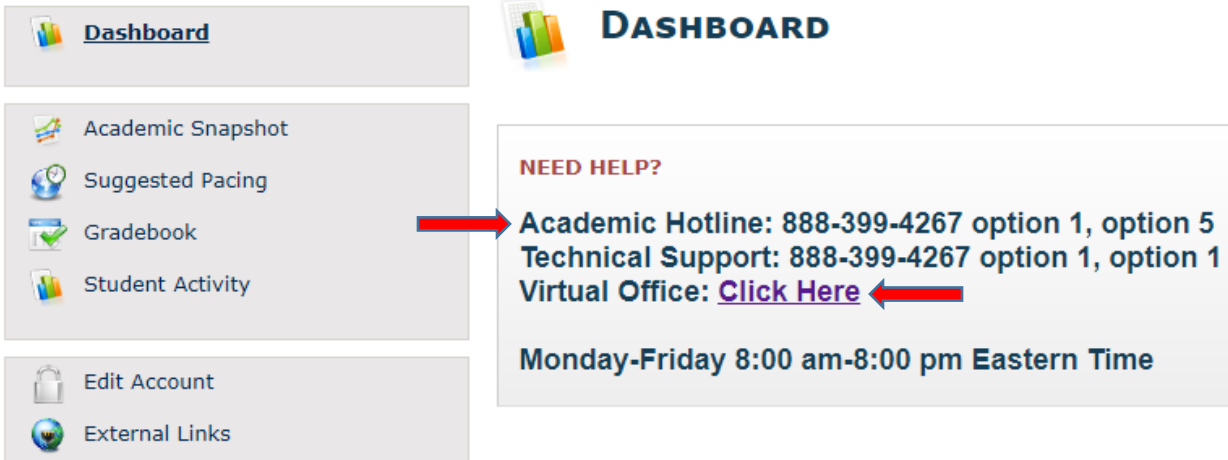 Dashboard
Academic Snapshot
Suggested Pacing
Gradebook
Student Activity
Edit Account
External Links
DASHBOARD
NEED HELP?
Academic Hotline: 888-399-4267 option 1, option 5
Technical Support: 888-399-4267 option 1, option 1
Virtual Office: Click Here
Monday-Friday 8:00 am-8:00 pm Eastern Time